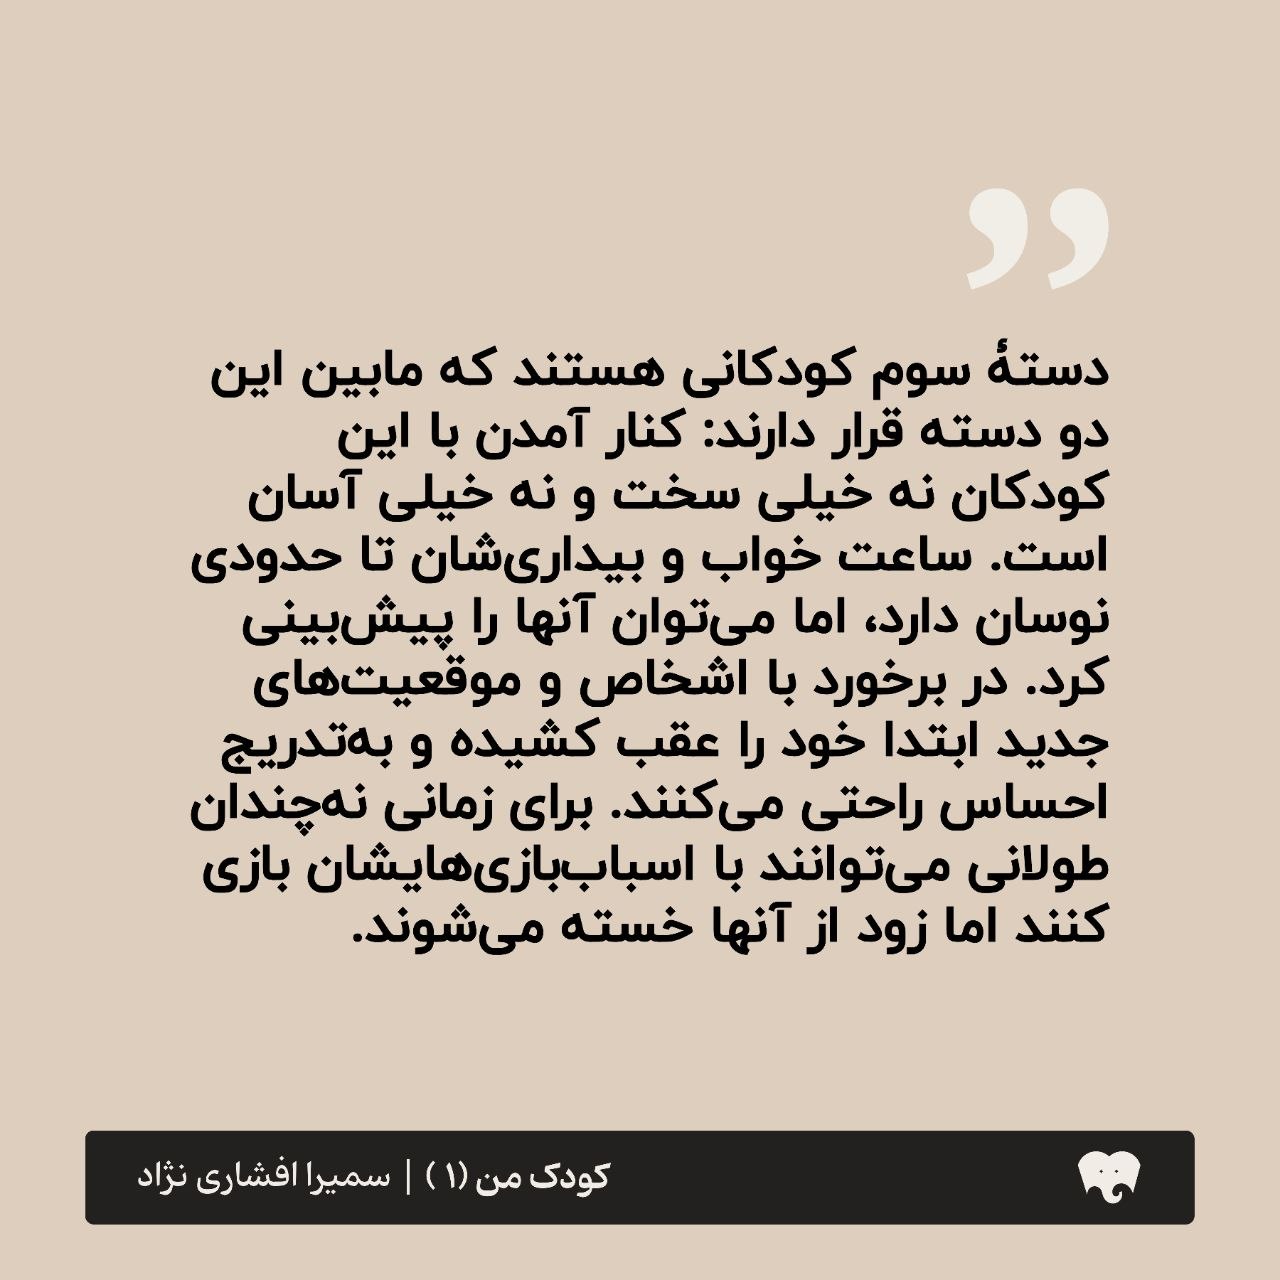 ”
دستهٔ سوم کودکانی هستند که مابین این
دو دسته قرار دارند: کنار آمدن با این
کودکان نه خیلی سخت و نه خیلی آسان
است. ساعت خواب و بیداری‌شان تا حدودی
نوسان دارد، اما می‌توان آنها را پیش‌بینی
کرد. در برخورد با اشخاص و موقعیت‌های
جدید ابتدا خود را عقب کشیده و به‌تدریج
احساس راحتی می‌کنند. برای زمانی نه‌چندان
طولانی می‌توانند با اسباب‌بازی‌هایشان بازی
کنند اما زود از آنها خسته می‌شوند.
کودک من (۱) | سمیرا افشاری نژاد